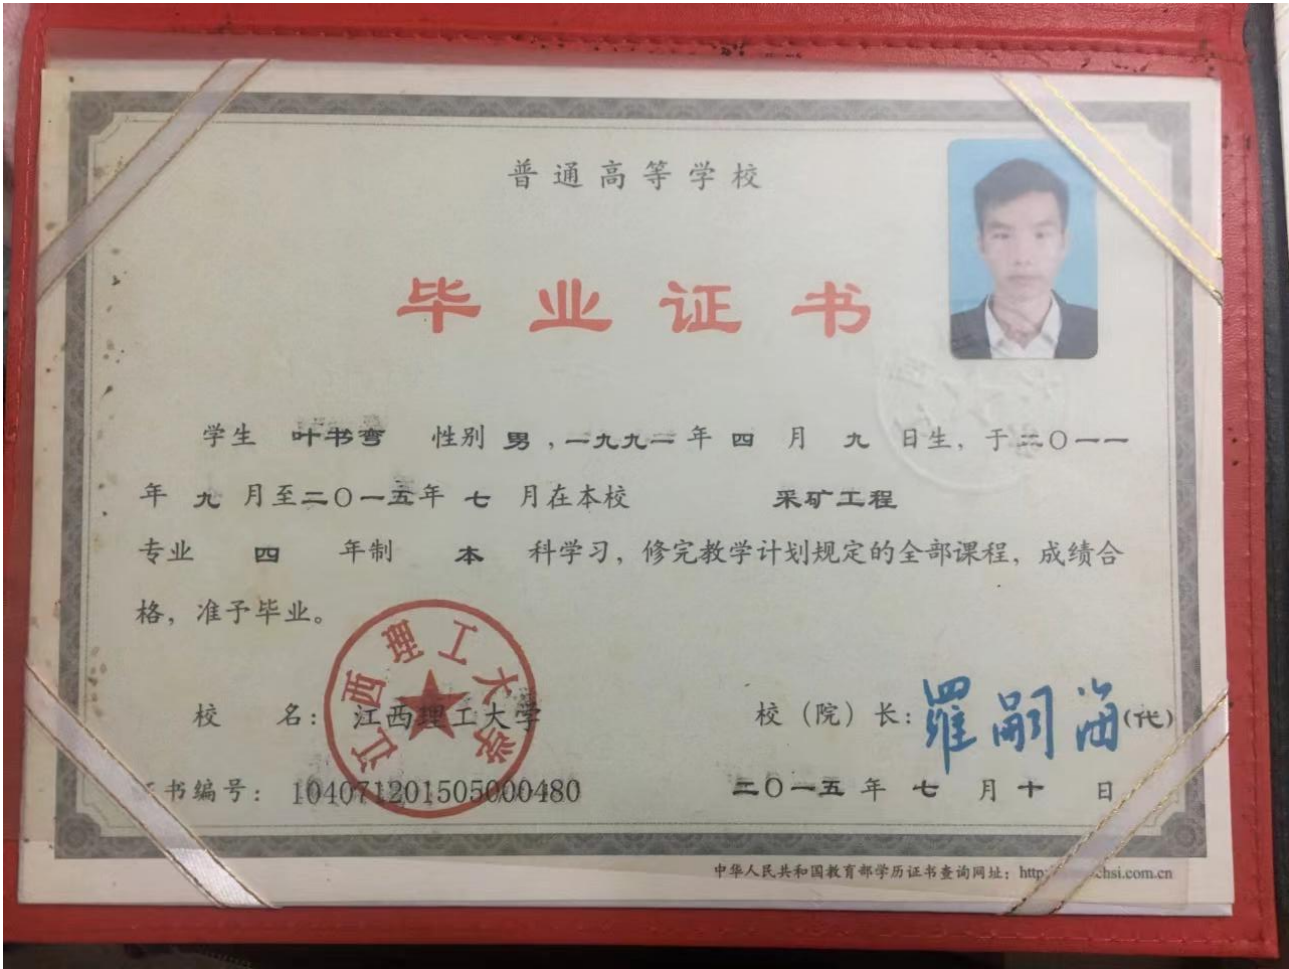 普通高等学校
毕业证书
学生 叶书弯 性别 男，一九九二年 四 月 九 日生，于二〇一一
年 九 月至二〇一五年 七 月在本校 采矿工程
专业 四 年制 本 科学习，修完教学计划规定的全部课程，成绩合
格，准予毕业。
江西理工大学
校 名：江西理工大学 校（院）长：羅嗣海(代)
书编号：104071201505000480 二〇一五 年 七 月 十 日
中华人民共和国教育部学历证书查询网址：http chsi.com.cn